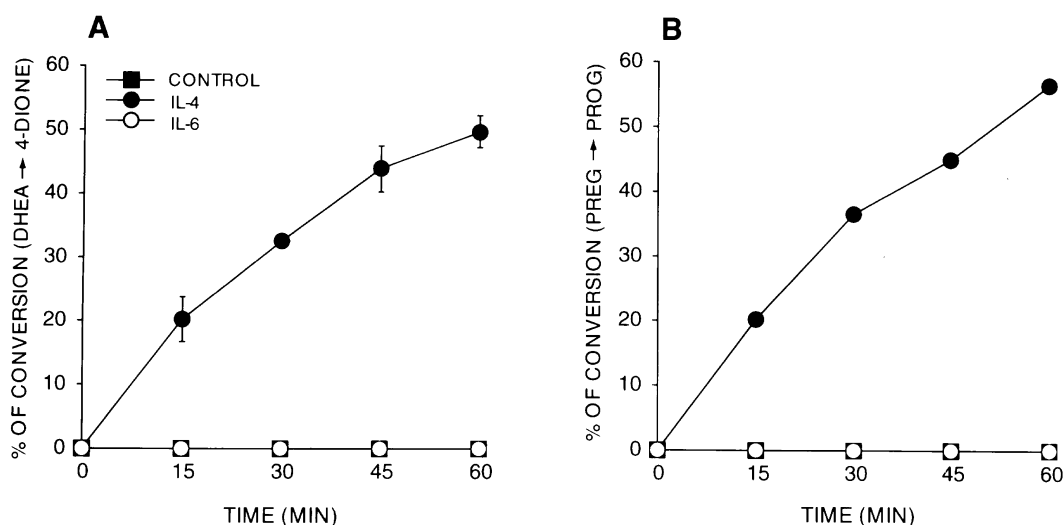 A
% OF CONVERSION (DHEA → 4-DIONE)
60
50
40
30
20
10
0
CONTROL
IL-4
IL-6
0 15 30 45 60
TIME (MIN)
B
% OF CONVERSION (PREG → PROG)
60
50
40
30
20
10
0
0 15 30 45 60
TIME (MIN)